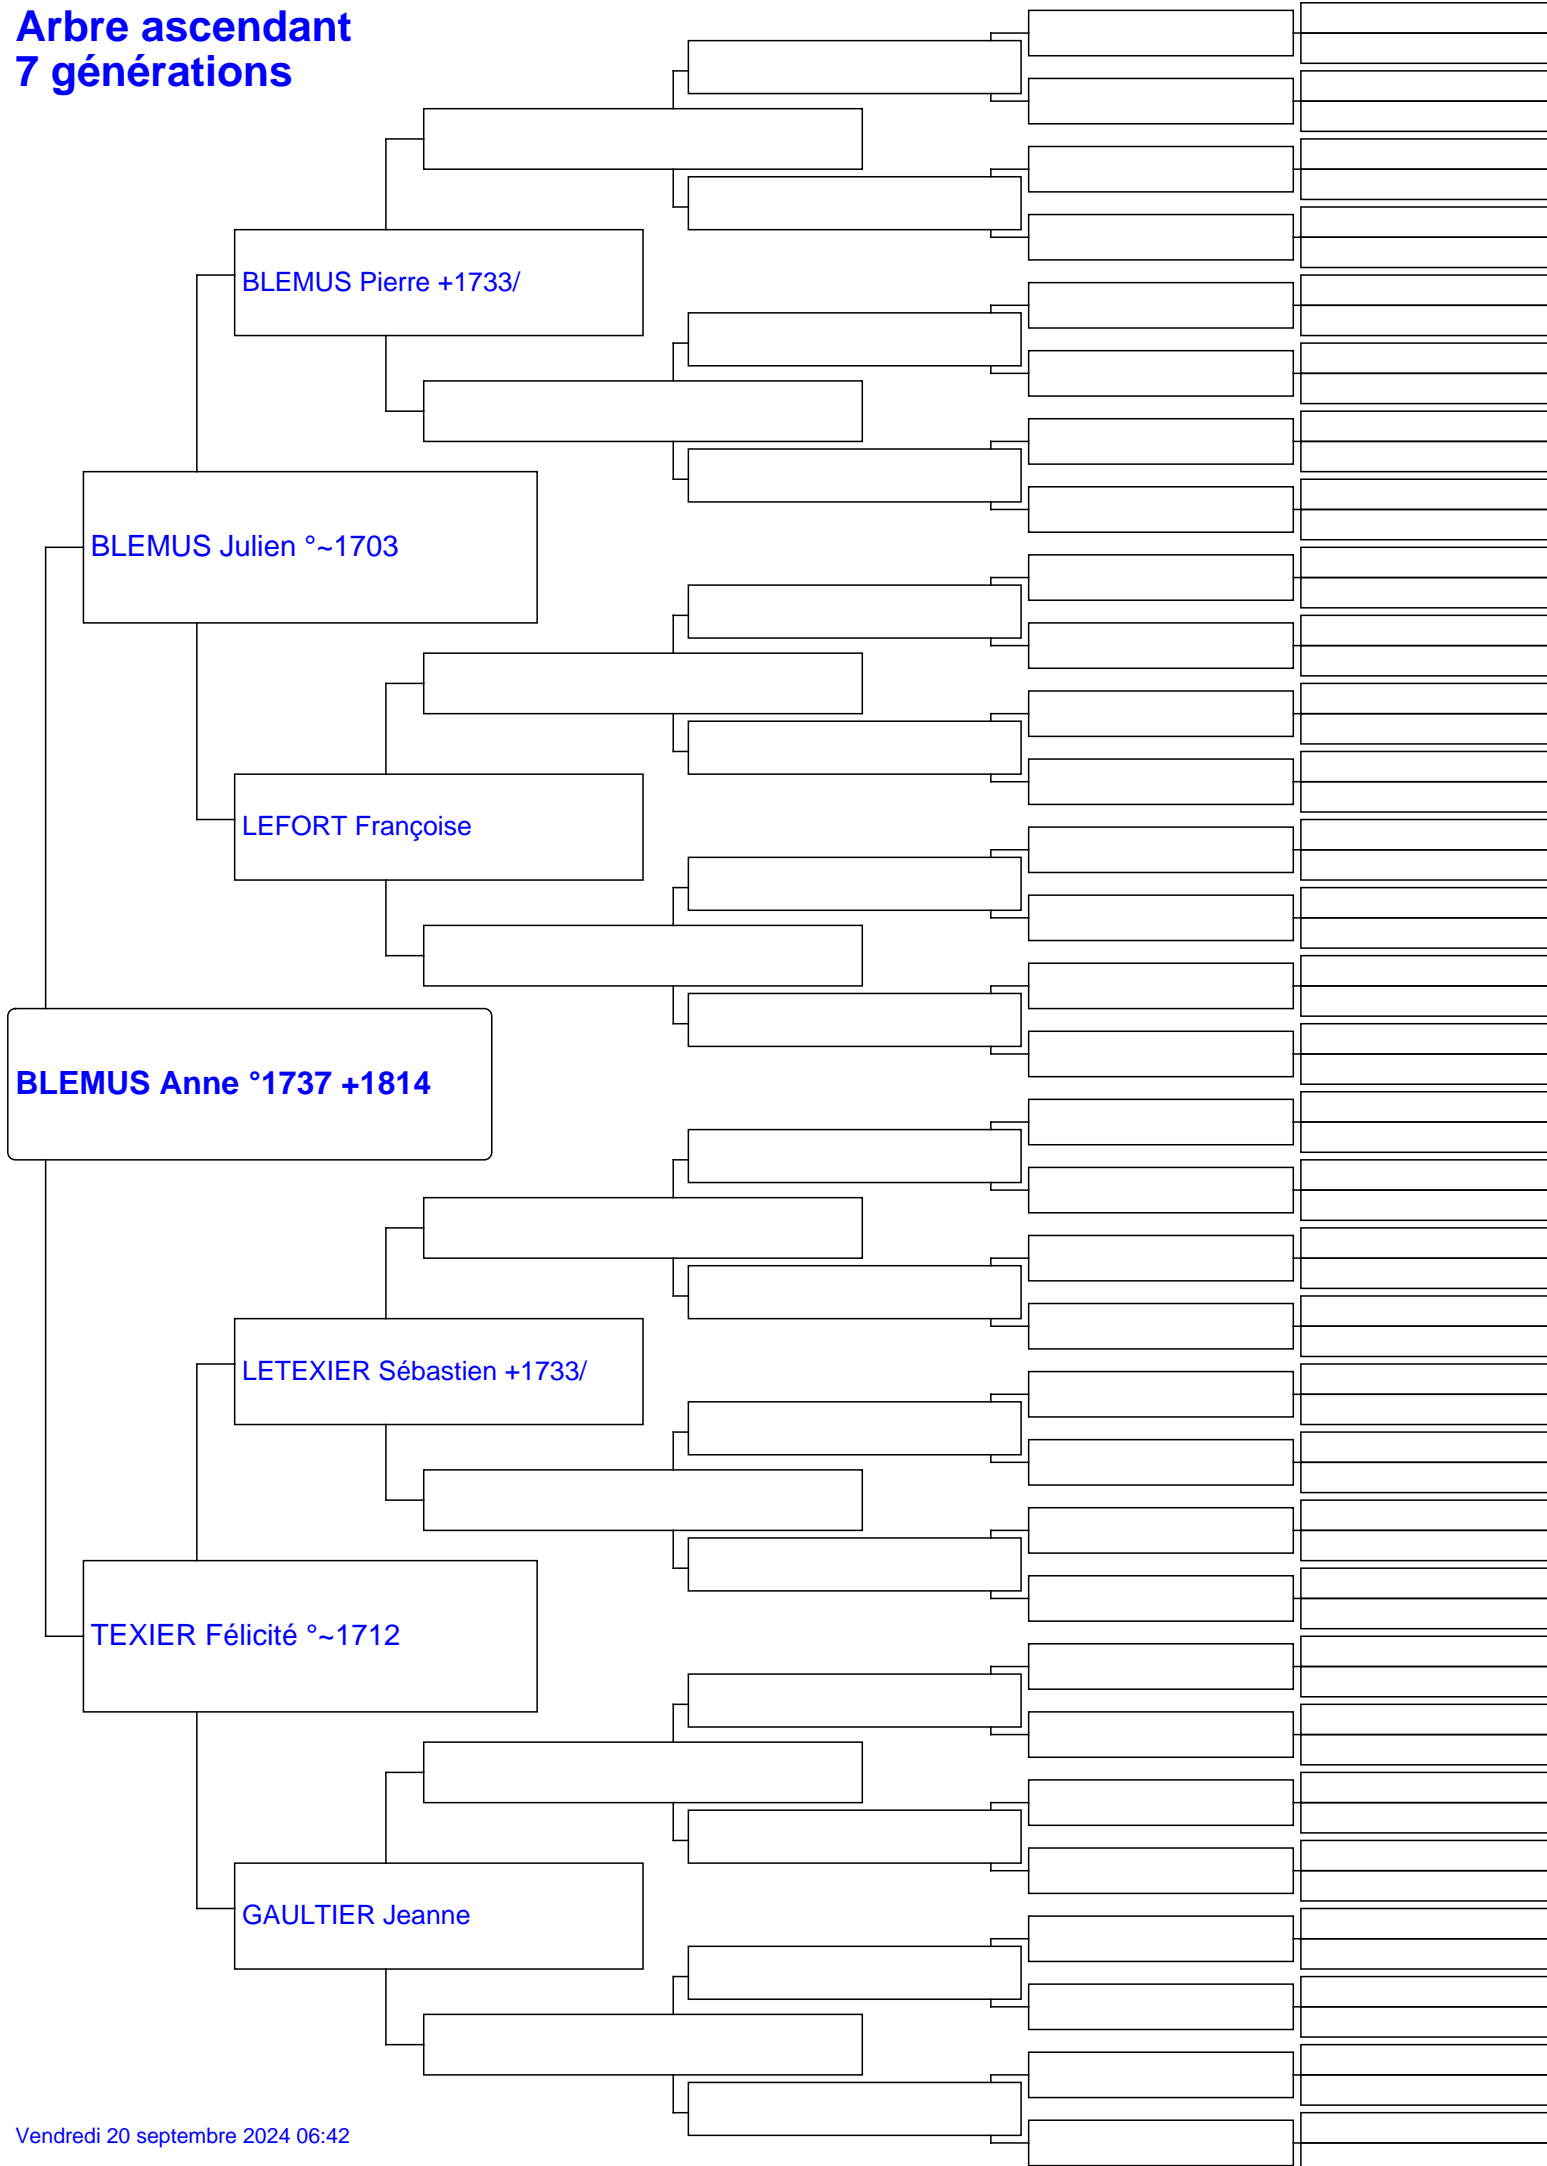 Arbre ascendant
7 générations
BLEMUS Pierre +1733/
BLEMUS Julien °~1703
LEFORT Françoise
BLEMUS Anne °1737 +1814
LETEXIER Sébastien +1733/
TEXIER Félicité °~1712
GAULTIER Jeanne
Vendredi 20 septembre 2024 06:42